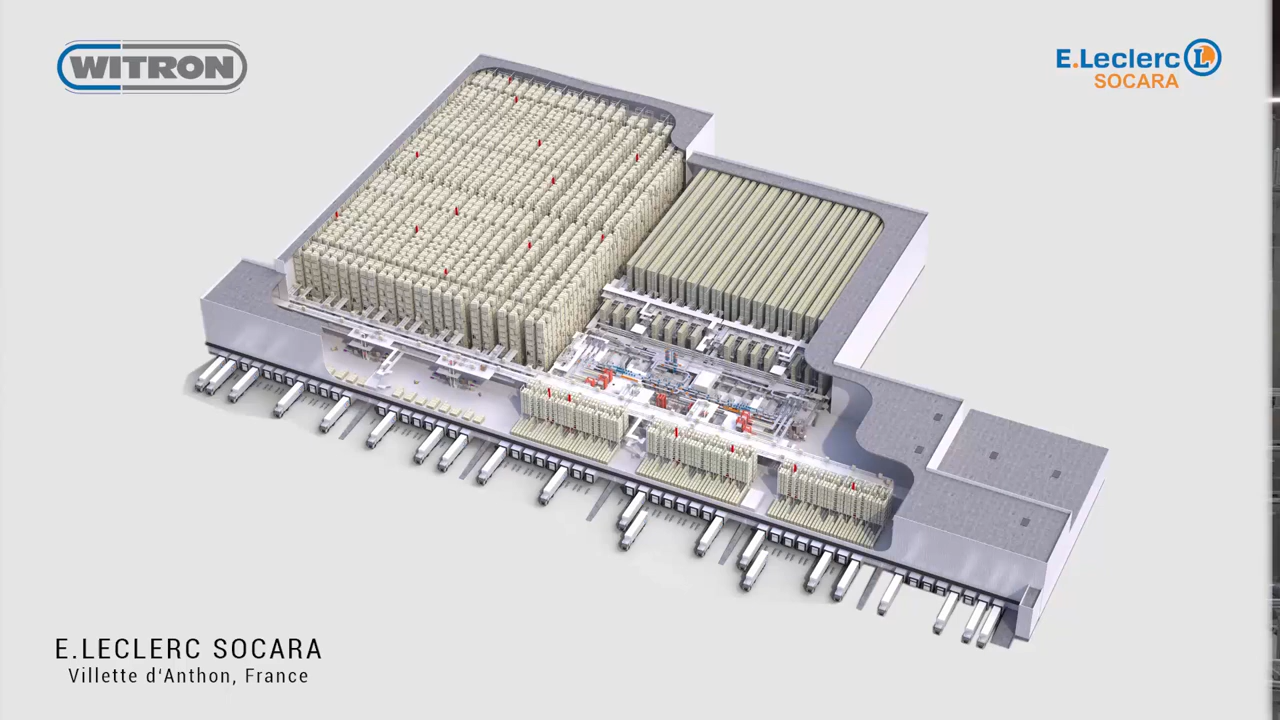 WITRON
E.Leclerc L
SOCARA
E.LECLERC SOCARA
Villette d'Anthon, France